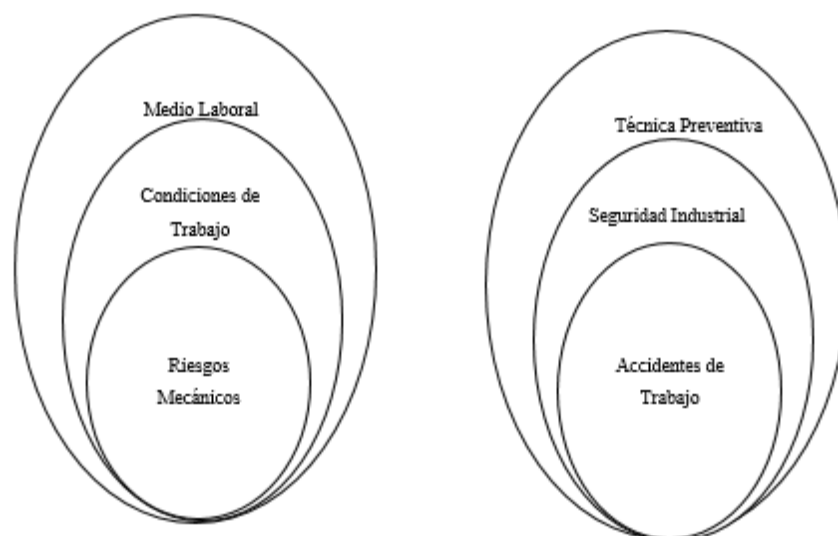 Medio Laboral
Condiciones de
Trabajo
Riesgos
Mecánicos
Técnica Preventiva
Seguridad Industrial
Accidentes de
Trabajo